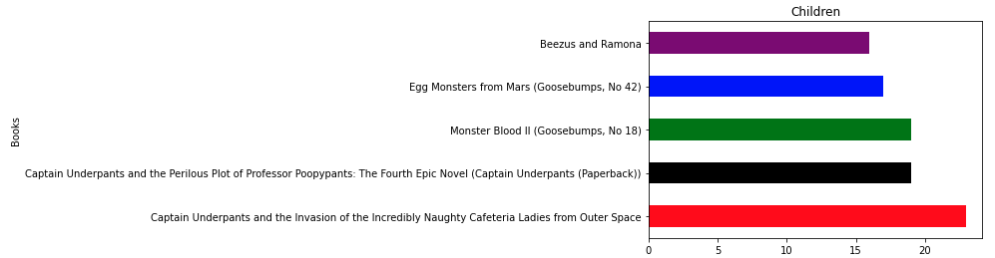 Children
Beezus and Ramona
Egg Monsters from Mars (Goosebumps, No 42)
Monster Blood II (Goosebumps, No 18)
Books
Captain Underpants and the Perilous Plot of Professor Poopypants: The Fourth Epic Novel (Captain Underpants (Paperback))
Captain Underpants and the Invasion of the Incredibly Naughty Cafeteria Ladies from Outer Space
0 5 10 15 20